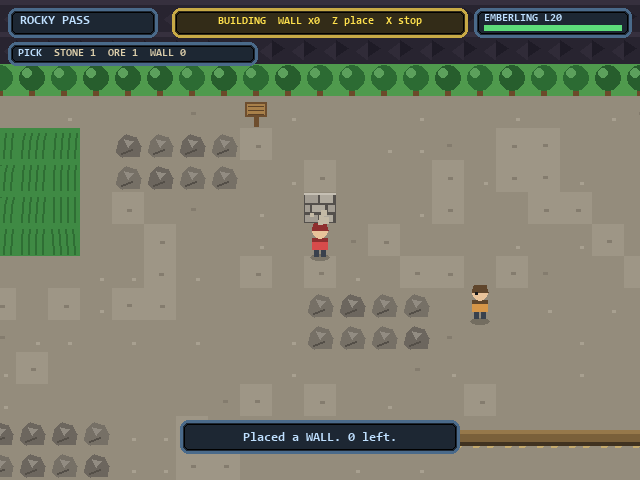 ROCKY PASS
BUILDING  WALL x0  Z place  X stop
EMBERLING L20
PICK  STONE 1  ORE 1  WALL 0
Placed a WALL. 0 left.